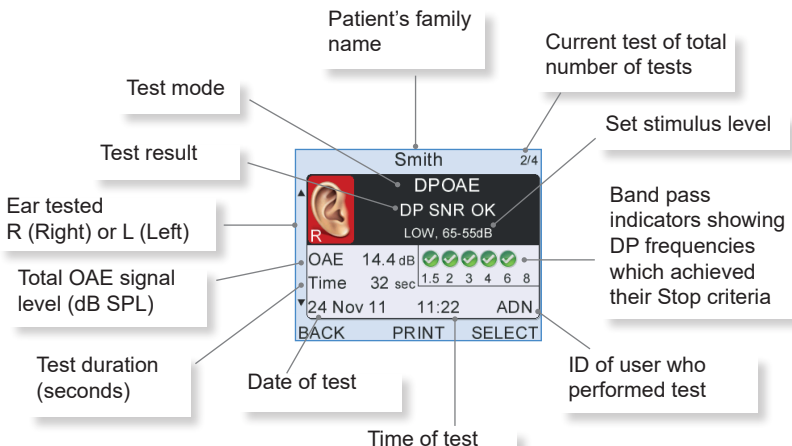 Patient’s family
name
Current test of total
number of tests
Test mode
Set stimulus level
Test result
Smith 2/4
DPOAE
DP SNR OK
LOW, 65-55dB
R
Ear tested
R (Right) or L (Left)
Band pass
indicators showing
DP frequencies
which achieved
their Stop criteria
OAE 14.4 dB
1.5 2 3 4 6 8
Time 32 sec
Total OAE signal
level (dB SPL)
24 Nov 11 11:22 ADN
BACK PRINT SELECT
Test duration
(seconds)
Date of test
ID of user who
performed test
Time of test